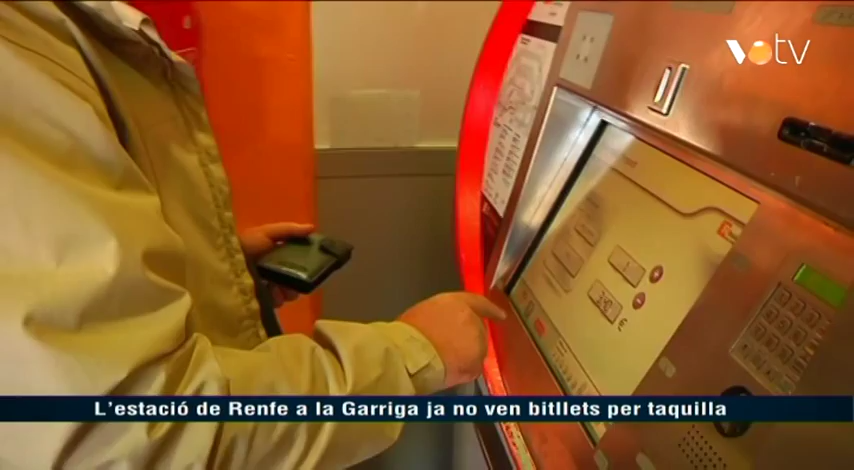 votv
L'estació de Renfe a la Garriga ja no ven bitllets per taquilla